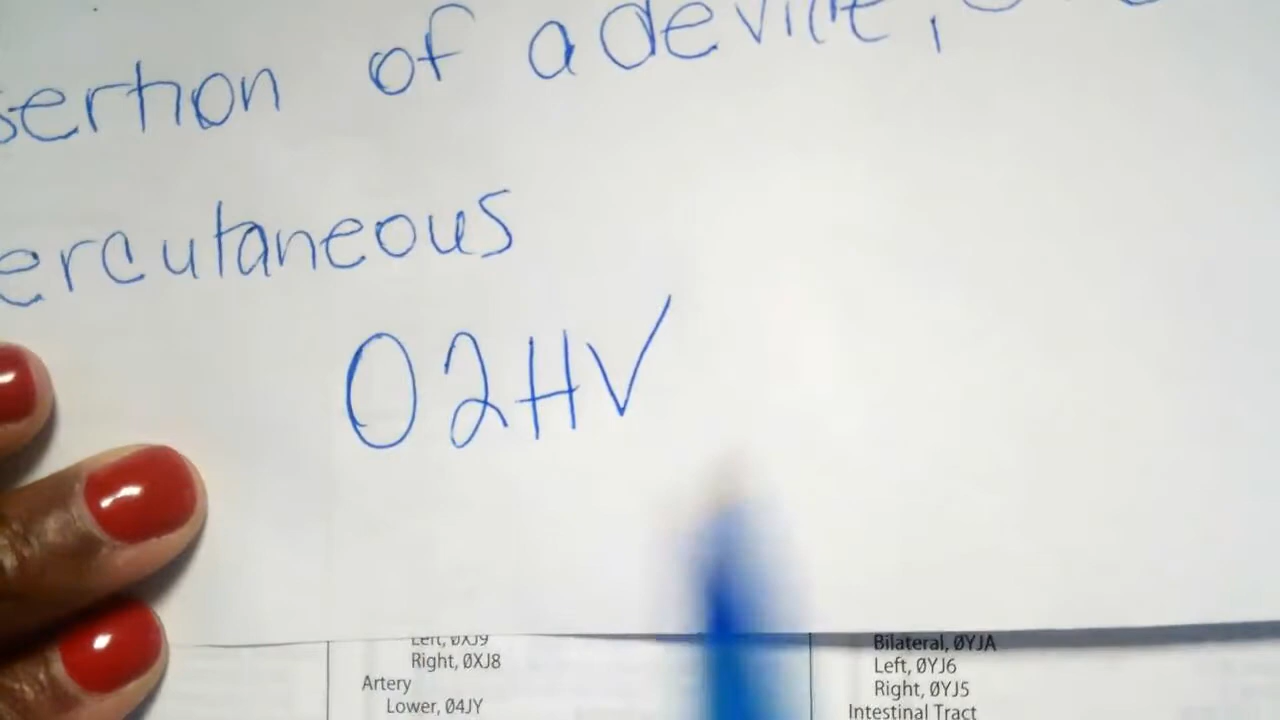 sertion of a device,
ercutaneous
02HV
Left, ØXJ9
Right, ØXJ8
Artery
Lower, Ø4JY
Bilateral, ØYJA
Left, ØYJ6
Right, ØYJ5
Intestinal Tract